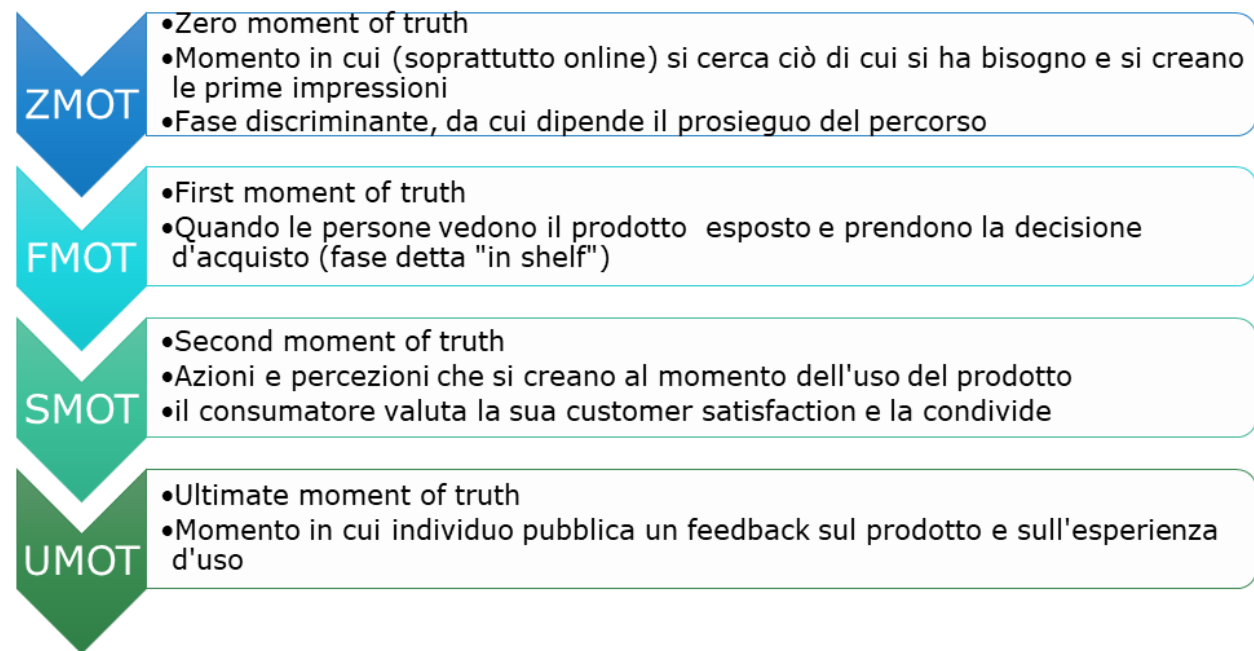 ZMOT
•Zero moment of truth
•Momento in cui (soprattutto online) si cerca ciò di cui si ha bisogno e si creano
le prime impressioni
•Fase discriminante, da cui dipende il prosieguo del percorso
FMOT
•First moment of truth
•Quando le persone vedono il prodotto  esposto e prendono la decisione
d'acquisto (fase detta "in shelf")
SMOT
•Second moment of truth
•Azioni e percezioni che si creano al momento dell'uso del prodotto
•il consumatore valuta la sua customer satisfaction e la condivide
UMOT
•Ultimate moment of truth
•Momento in cui individuo pubblica un feedback sul prodotto e sull'esperienza
d'uso